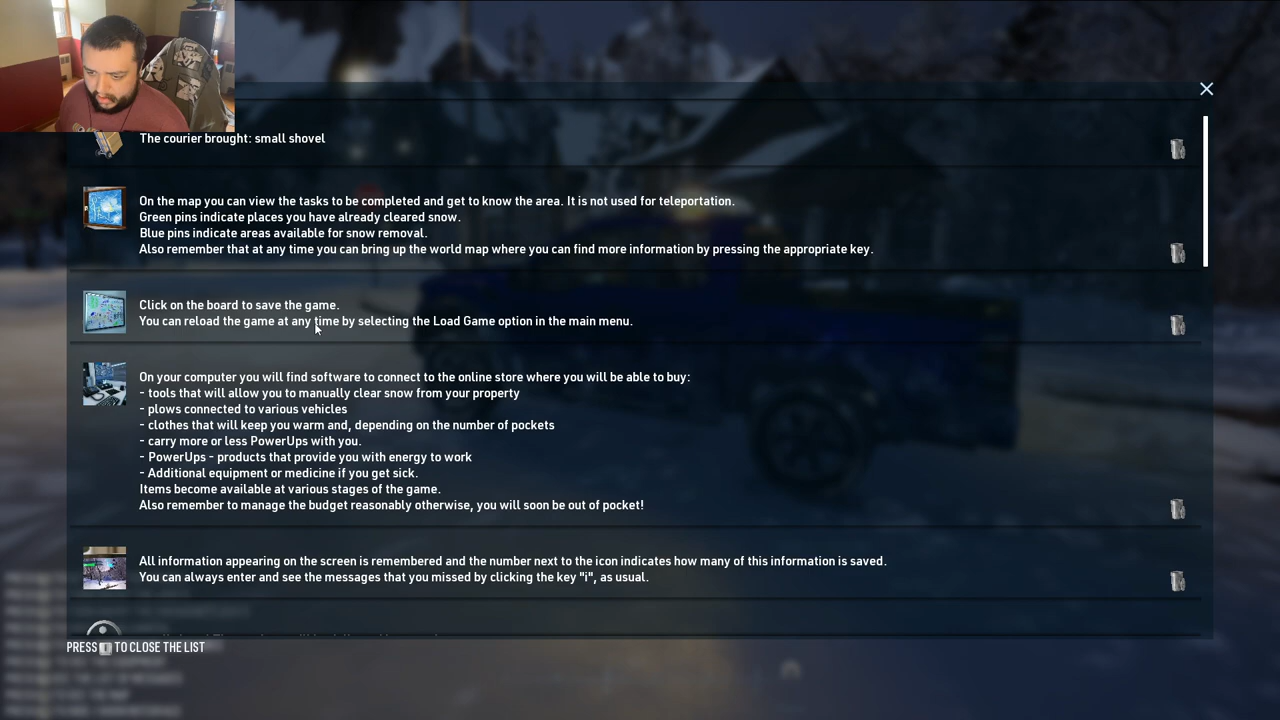 The courier brought: small shovel
On the map you can view the tasks to be completed and get to know the area. It is not used for teleportation.
Green pins indicate places you have already cleared snow.
Blue pins indicate areas available for snow removal.
Also remember that at any time you can bring up the world map where you can find more information by pressing the appropriate key.
Click on the board to save the game.
You can reload the game at any time by selecting the Load Game option in the main menu.
On your computer you will find software to connect to the online store where you will be able to buy:
- tools that will allow you to manually clear snow from your property
- plows connected to various vehicles
- clothes that will keep you warm and, depending on the number of pockets
- carry more or less PowerUps with you.
- PowerUps - products that provide you with energy to work
- Additional equipment or medicine if you get sick.
Items become available at various stages of the game.
Also remember to manage the budget reasonably otherwise, you will soon be out of pocket!
All information appearing on the screen is remembered and the number next to the icon indicates how many of this information is saved.
You can always enter and see the messages that you missed by clicking the key "i", as usual.
PRESS I TO CLOSE THE LIST